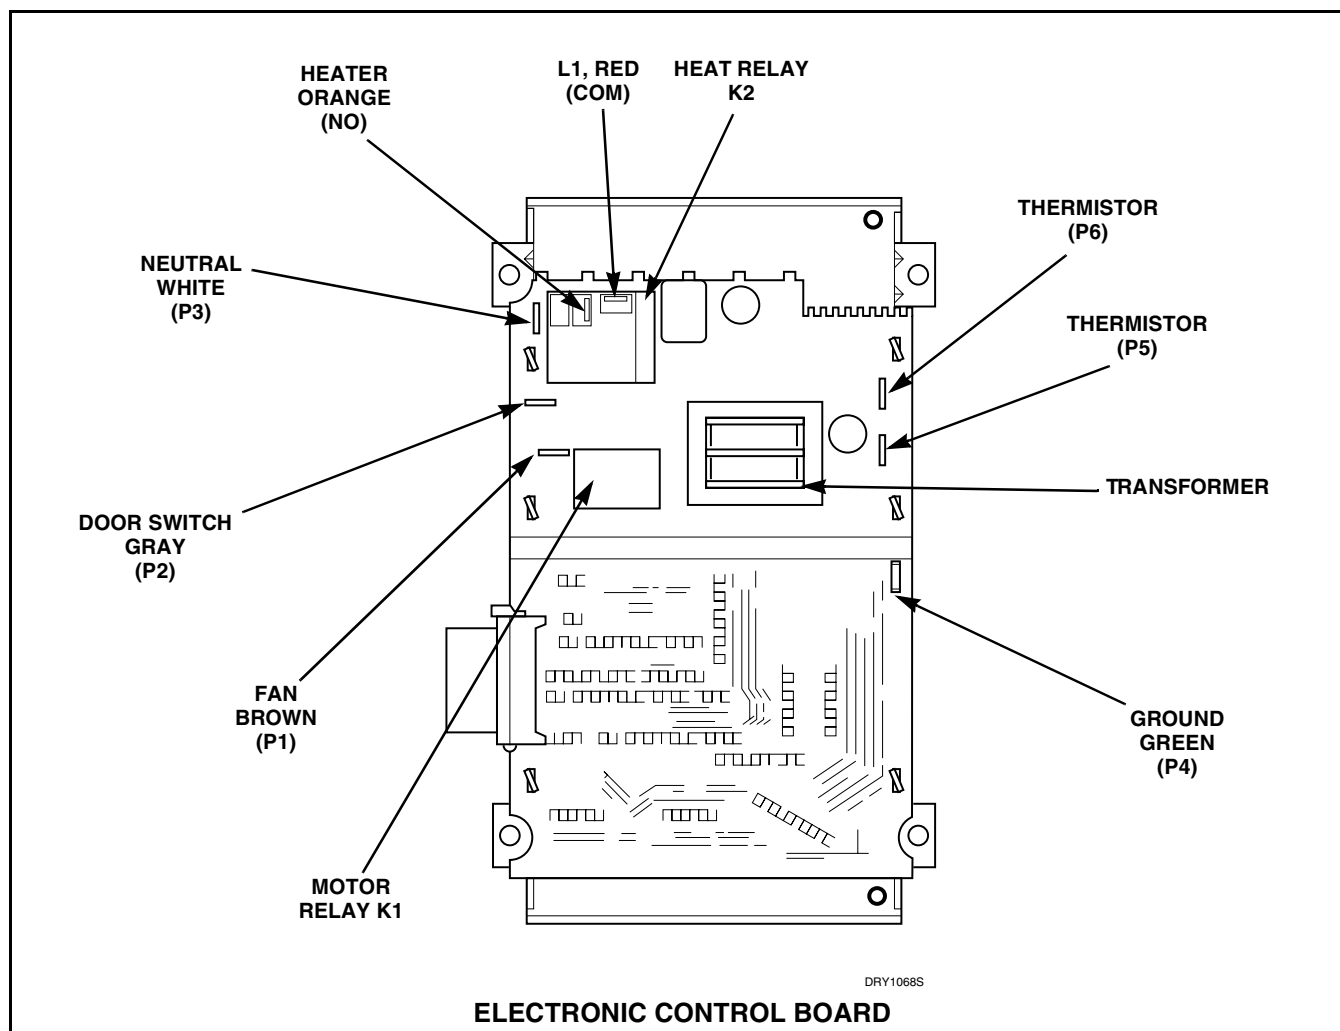 HEATER
ORANGE
(NO)
L1, RED
(COM)
HEAT RELAY
K2
THERMISTOR
(P6)
NEUTRAL
WHITE
(P3)
THERMISTOR
(P5)
TRANSFORMER
DOOR SWITCH
GRAY
(P2)
FAN
BROWN
(P1)
GROUND
GREEN
(P4)
MOTOR
RELAY K1
DRY1068S
ELECTRONIC CONTROL BOARD